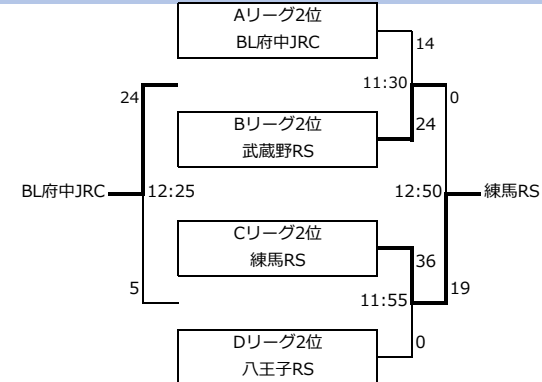 Aリーグ2位
BL府中JRC
14
11:30
24
0
Bリーグ2位
24
武蔵野RS
BL府中JRC
12:25
12:50
練馬RS
Cリーグ2位
練馬RS
36
5
11:55
19
Dリーグ2位
0
八王子RS